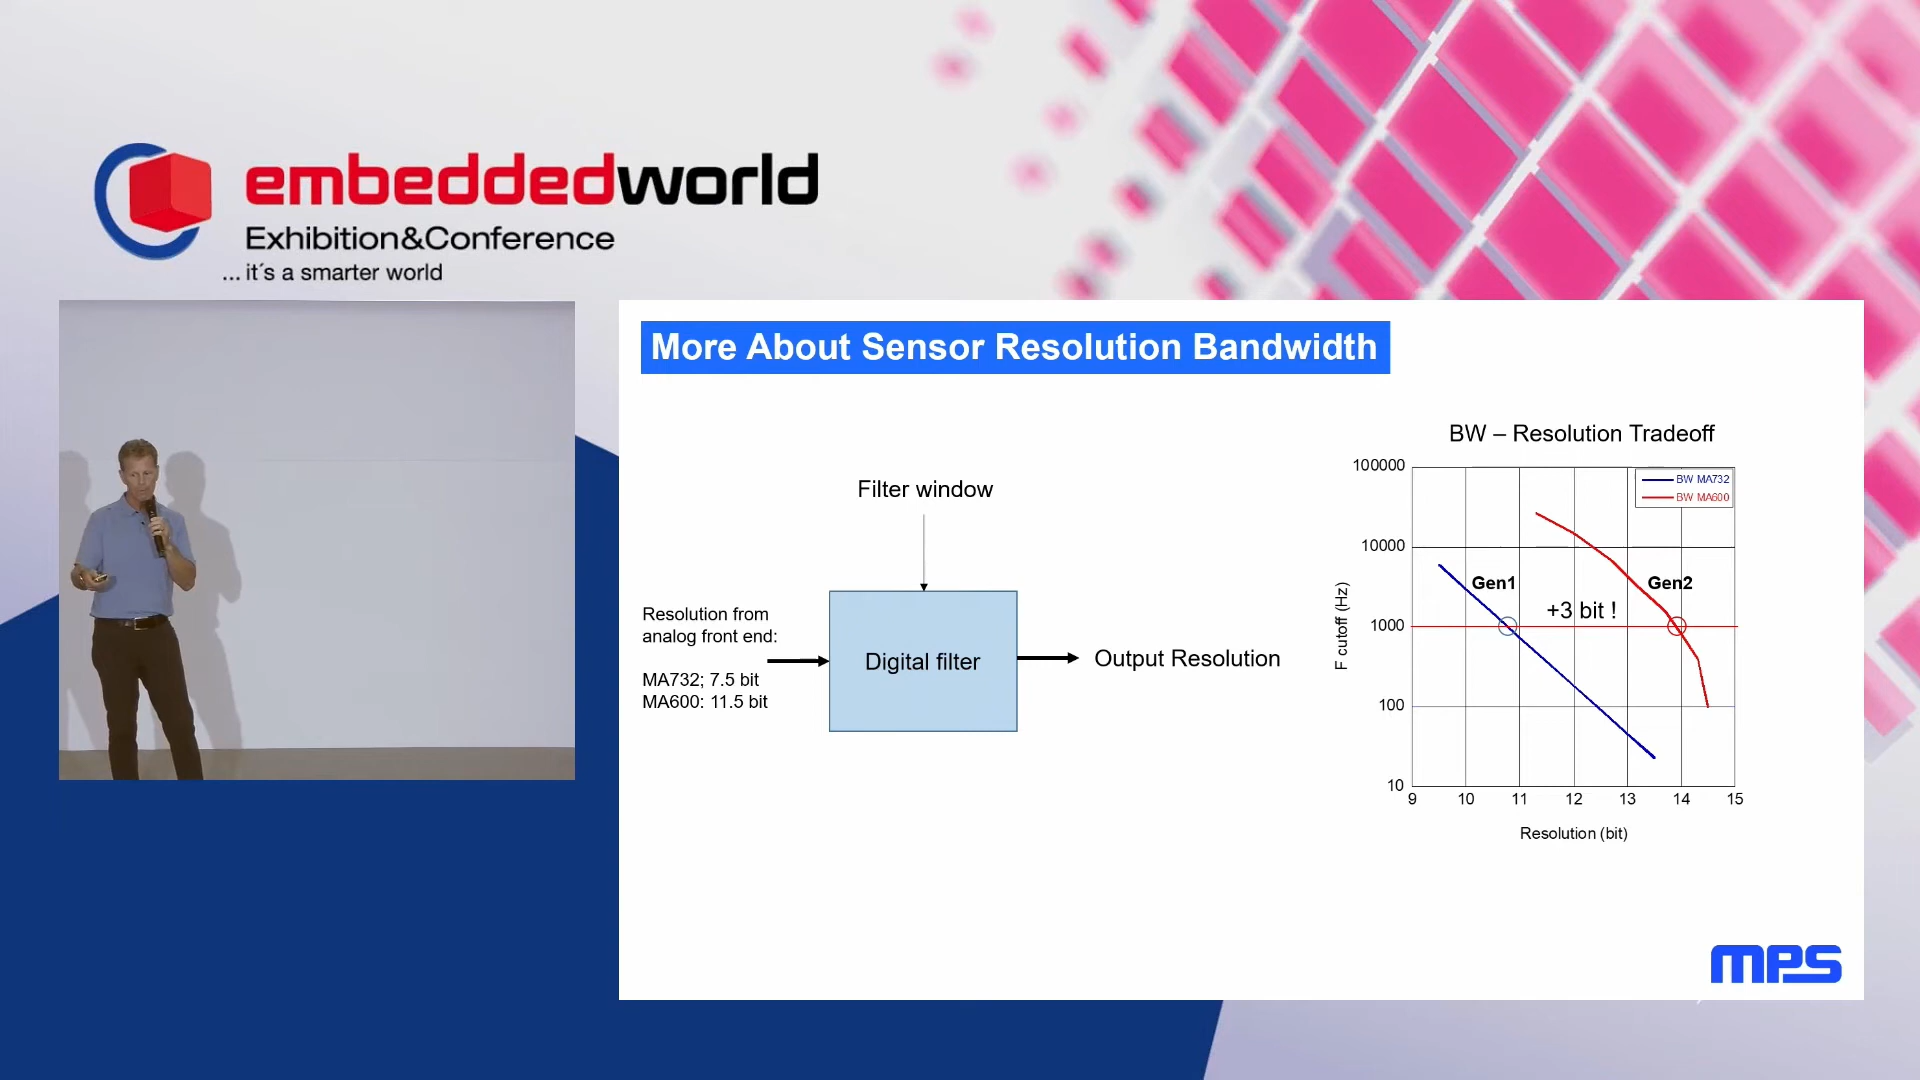 embeddedworld
Exhibition&Conference
... it´s a smarter world
More About Sensor Resolution Bandwidth
Filter window
Resolution from
analog front end:
MA732; 7.5 bit
MA600: 11.5 bit
Digital filter
Output Resolution
BW – Resolution Tradeoff
100000
10000
1000
100
10
F cutoff (Hz)
BW MA732
BW MA600
Gen1
Gen2
+3 bit !
9 10 11 12 13 14 15
Resolution (bit)
MPS